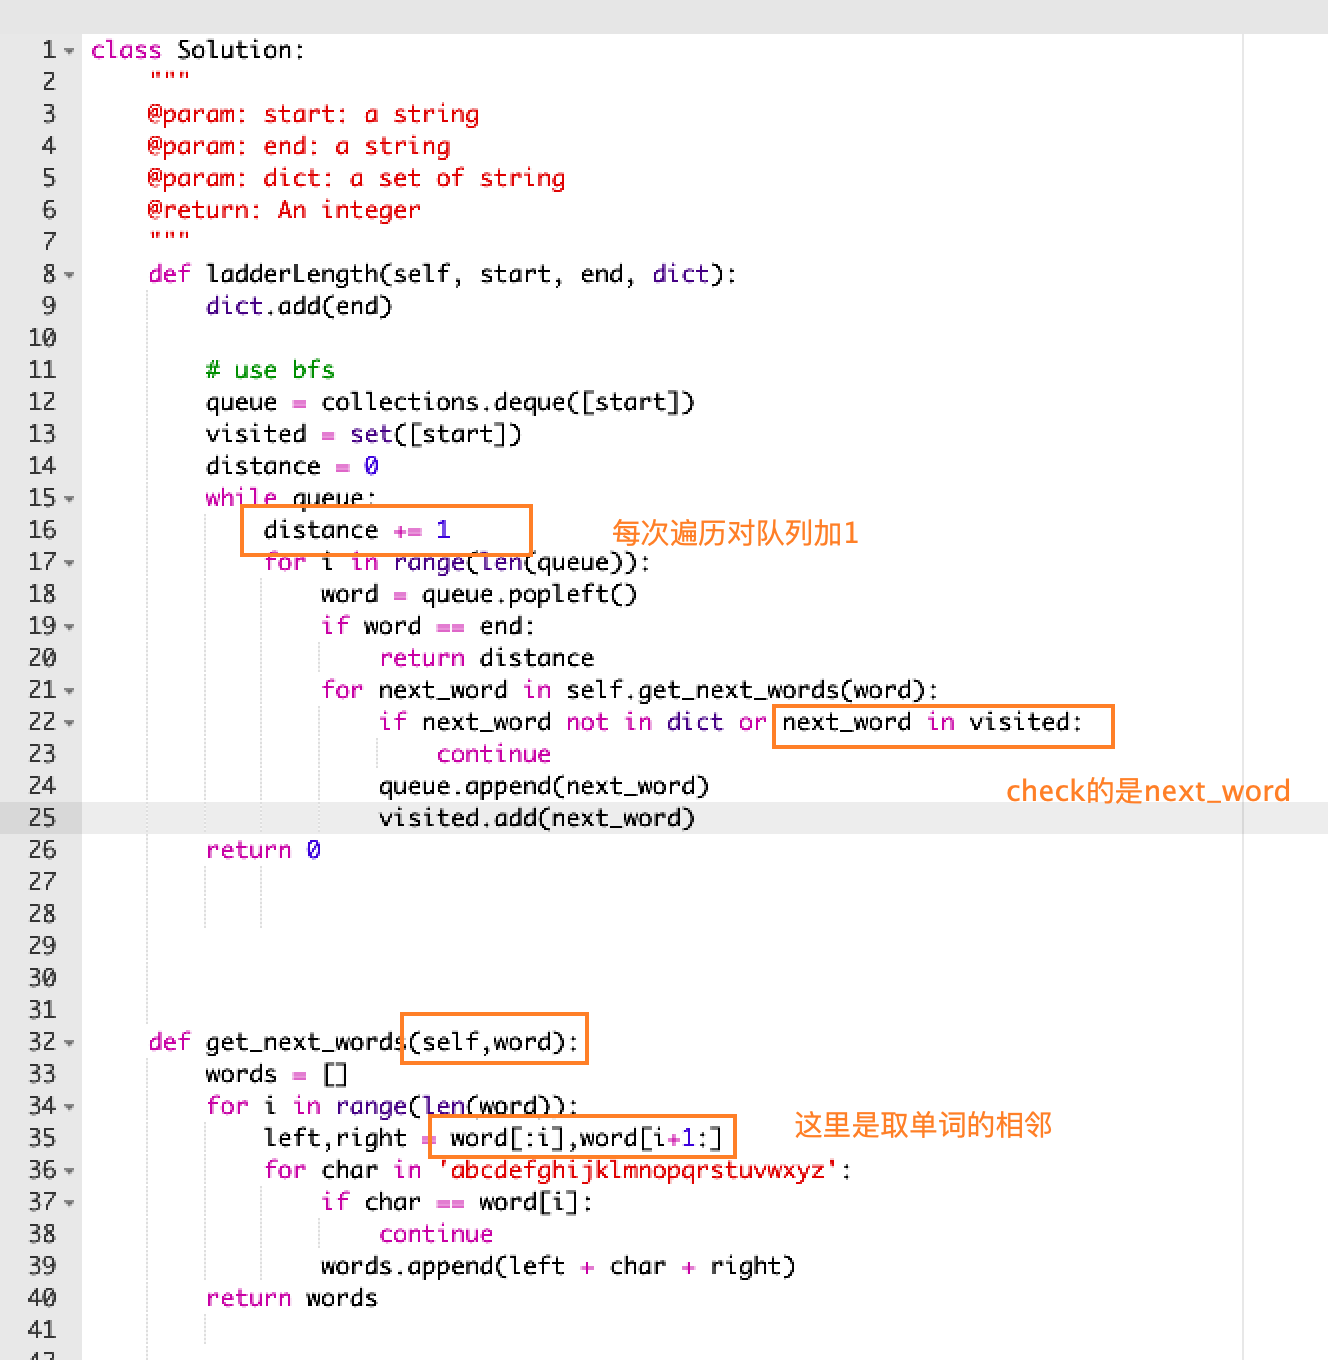 1 class Solution:
2 """
3 @param: start: a string
4 @param: end: a string
5 @param: dict: a set of string
6 @return: An integer
7 """
8 def ladderLength(self, start, end, dict):
9 dict.add(end)
10
11 # use bfs
12 queue = collections.deque([start])
13 visited = set([start])
14 distance = 0
15 while queue:
16 distance += 1 每次遍历对队列加1
17 for i in range(len(queue)):
18 word = queue.popleft()
19 if word == end:
20 return distance
21 for next_word in self.get_next_words(word):
22 if next_word not in dict or next_word in visited:
23 continue
24 queue.append(next_word) check的是next_word
25 visited.add(next_word)
26 return 0
27
28
29
30
31
32 def get_next_words(self,word):
33 words = []
34 for i in range(len(word)):
35 left,right = word[:i],word[i+1:] 这里是取单词的相邻
36 for char in 'abcdefghijklmnopqrstuvwxyz':
37 if char == word[i]:
38 continue
39 words.append(left + char + right)
40 return words
41